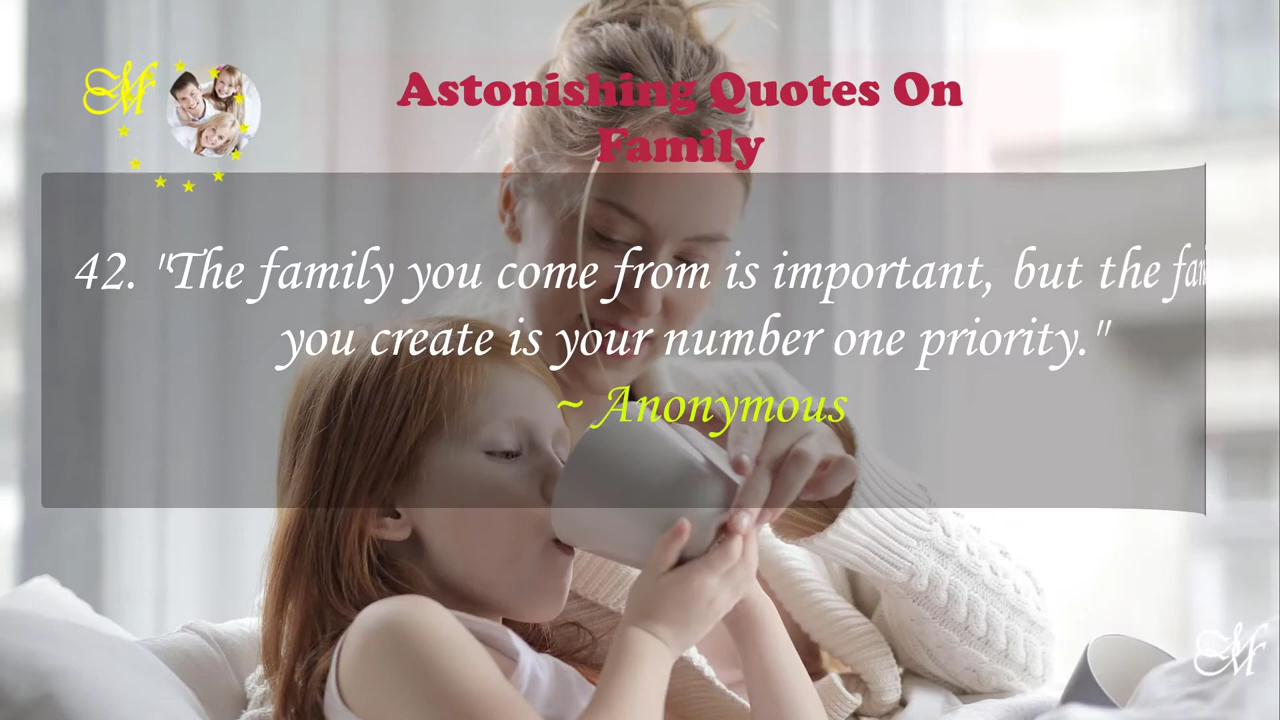 M
Astonishing Quotes On
Family
42. "The family you come from is important, but the
you create is your number one priority."
~ Anonymous
M